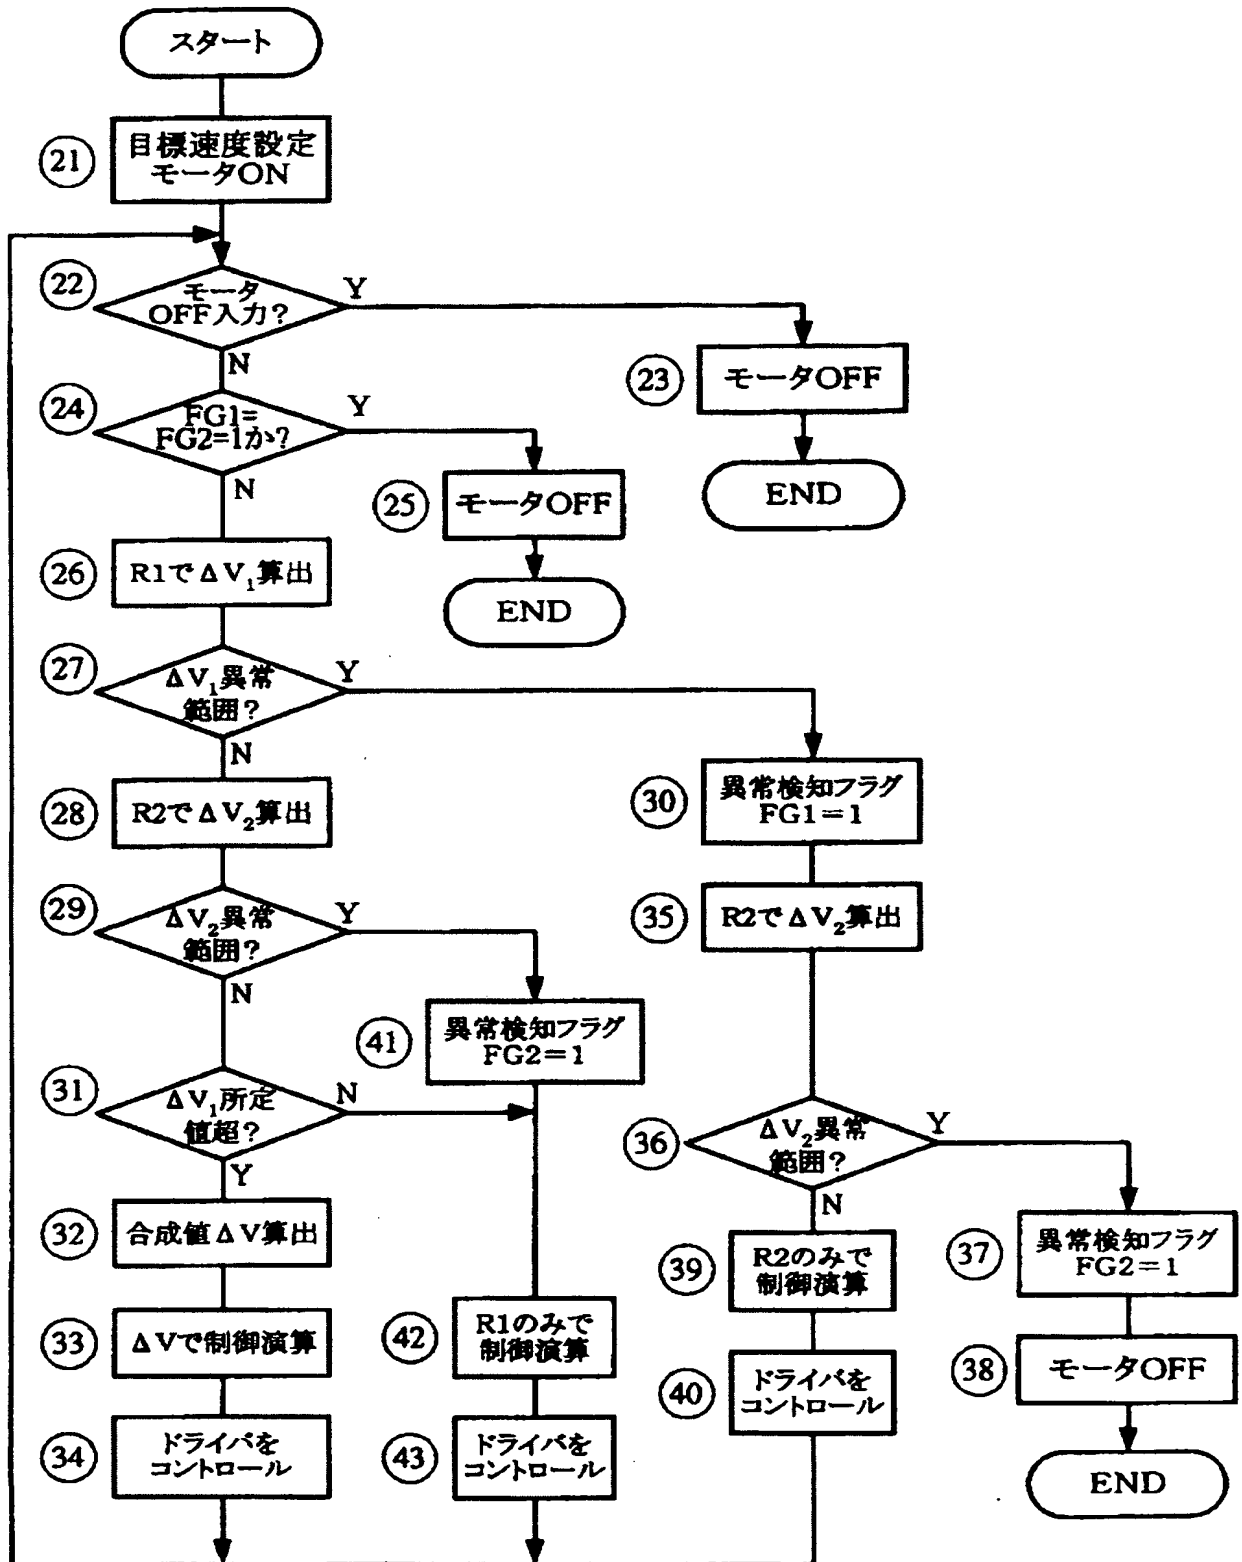 スタート
21
目標速度設定
モータON
22
モータ
OFF入力?
Y
N
23
モータOFF
END
24
FG1=
FG2=1か?
Y
N
25
モータOFF
END
26
R1でΔV₁算出
27
ΔV₁異常
範囲?
Y
N
28
R2でΔV₂算出
29
ΔV₂異常
範囲?
Y
N
30
異常検知フラグ
FG1=1
35
R2でΔV₂算出
41
異常検知フラグ
FG2=1
31
ΔV₁所定
値超?
N
Y
36
ΔV₂異常
範囲?
Y
N
32
合成値ΔV算出
33
ΔVで制御演算
34
ドライバを
コントロール
42
R1のみで
制御演算
43
ドライバを
コントロール
39
R2のみで
制御演算
40
ドライバを
コントロール
37
異常検知フラグ
FG2=1
38
モータOFF
END